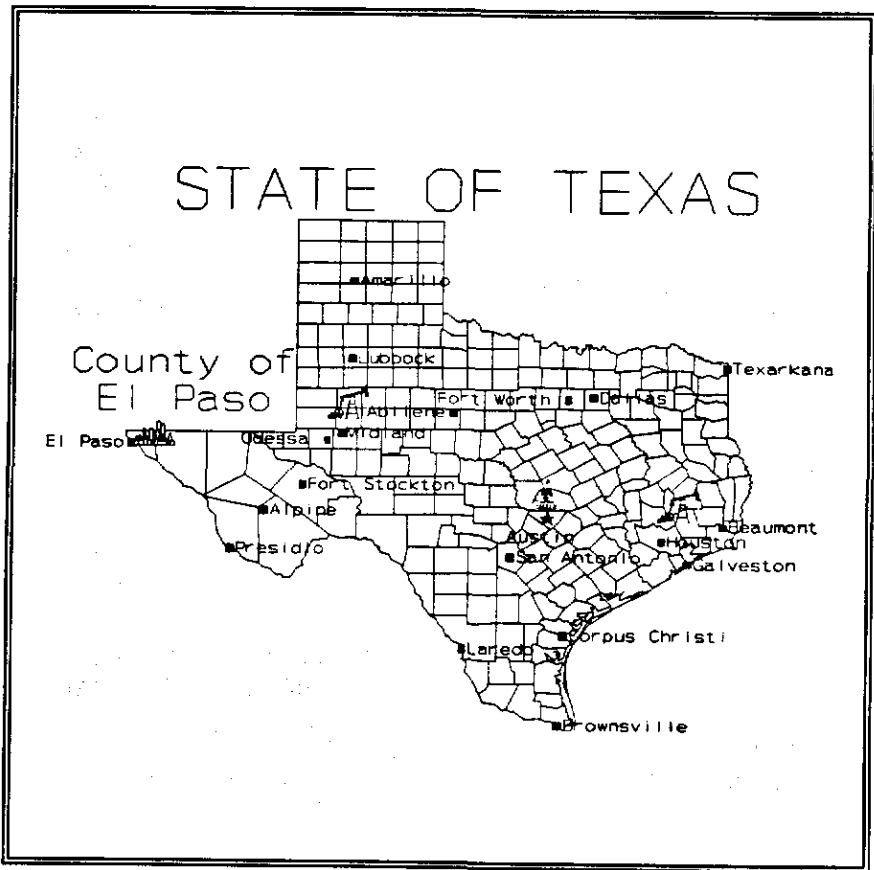 STATE OF TEXAS
Amarillo
Lubbock
County of
El Paso
Texarkana
Fort Worth
Dallas
Abilene
Midland
Odessa
El Paso
Fort Stockton
Alpine
Presidio
Austin
San Antonio
Houston
Beaumont
Galveston
Corpus Christi
Laredo
Brownsville